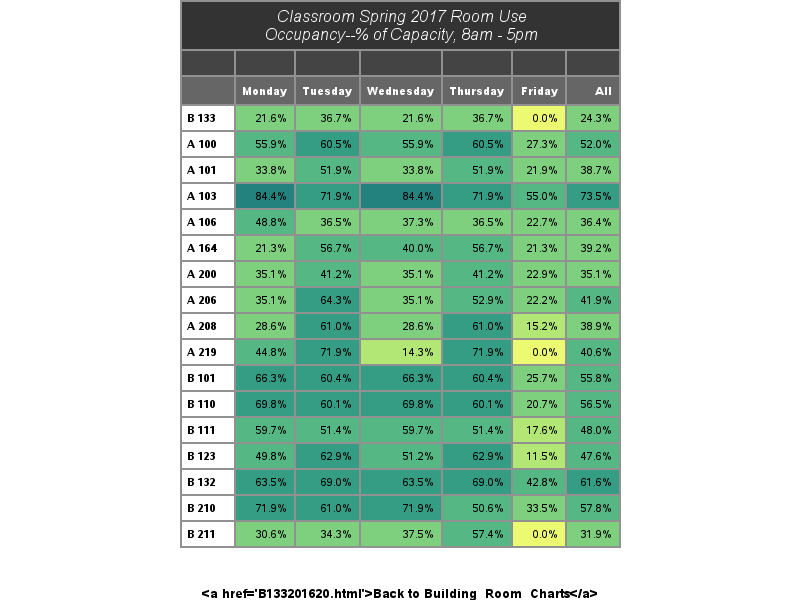 Classroom Spring 2017 Room Use
Occupancy--% of Capacity, 8am - 5pm
Monday Tuesday Wednesday Thursday Friday All
B 133 21.6% 36.7% 21.6% 36.7% 0.0% 24.3%
A 100 55.9% 60.5% 55.9% 60.5% 27.3% 52.0%
A 101 33.8% 51.9% 33.8% 51.9% 21.9% 38.7%
A 103 84.4% 71.9% 84.4% 71.9% 55.0% 73.5%
A 106 48.8% 36.5% 37.3% 36.5% 22.7% 36.4%
A 164 21.3% 56.7% 40.0% 56.7% 21.3% 39.2%
A 200 35.1% 41.2% 35.1% 41.2% 22.9% 35.1%
A 206 35.1% 64.3% 35.1% 52.9% 22.2% 41.9%
A 208 28.6% 61.0% 28.6% 61.0% 15.2% 38.9%
A 219 44.8% 71.9% 14.3% 71.9% 0.0% 40.6%
B 101 66.3% 60.4% 66.3% 60.4% 25.7% 55.8%
B 110 69.8% 60.1% 69.8% 60.1% 20.7% 56.5%
B 111 59.7% 51.4% 59.7% 51.4% 17.6% 48.0%
B 123 49.8% 62.9% 51.2% 62.9% 11.5% 47.6%
B 132 63.5% 69.0% 63.5% 69.0% 42.8% 61.6%
B 210 71.9% 61.0% 71.9% 50.6% 33.5% 57.8%
B 211 30.6% 34.3% 37.5% 57.4% 0.0% 31.9%
<a href='B133201620.html'>Back to Building_Room_Charts</a>